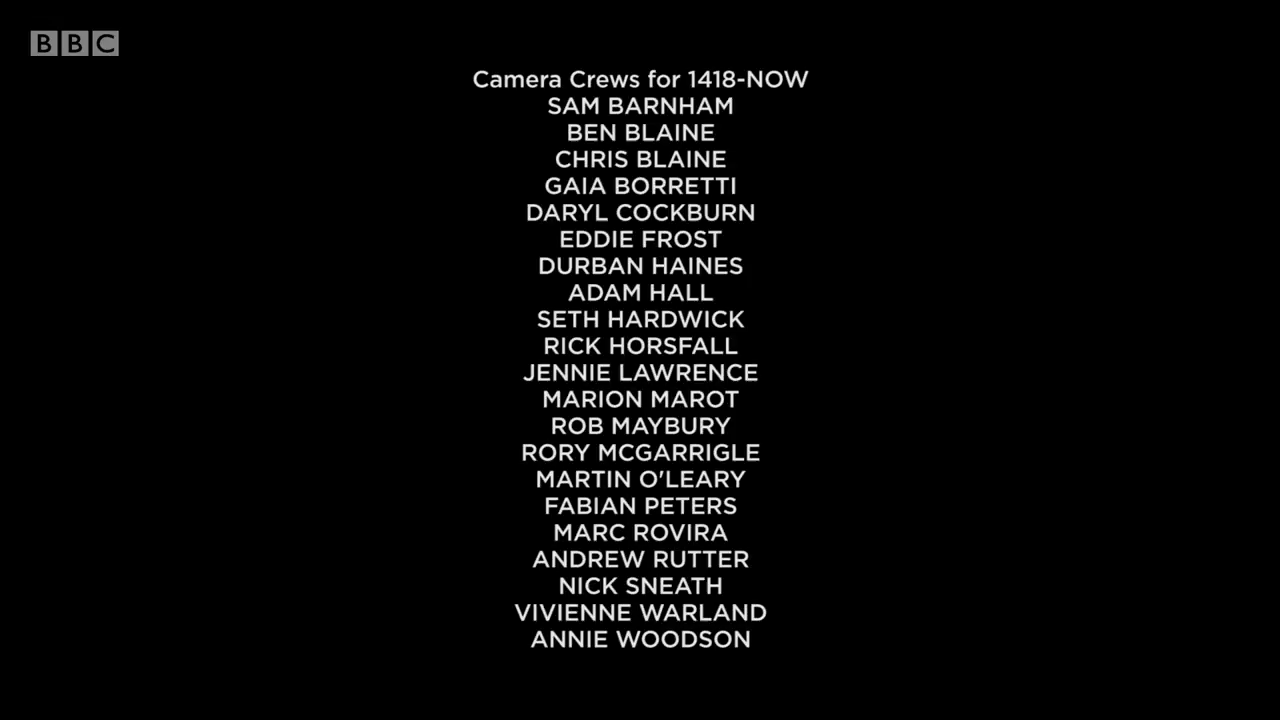 BBC
Camera Crews for 1418-NOW
SAM BARNHAM
BEN BLAINE
CHRIS BLAINE
GAIA BORRETTI
DARYL COCKBURN
EDDIE FROST
DURBAN HAINES
ADAM HALL
SETH HARDWICK
RICK HORSFALL
JENNIE LAWRENCE
MARION MAROT
ROB MAYBURY
RORY MCGARRIGLE
MARTIN O'LEARY
FABIAN PETERS
MARC ROVIRA
ANDREW RUTTER
NICK SNEATH
VIVIENNE WARLAND
ANNIE WOODSON